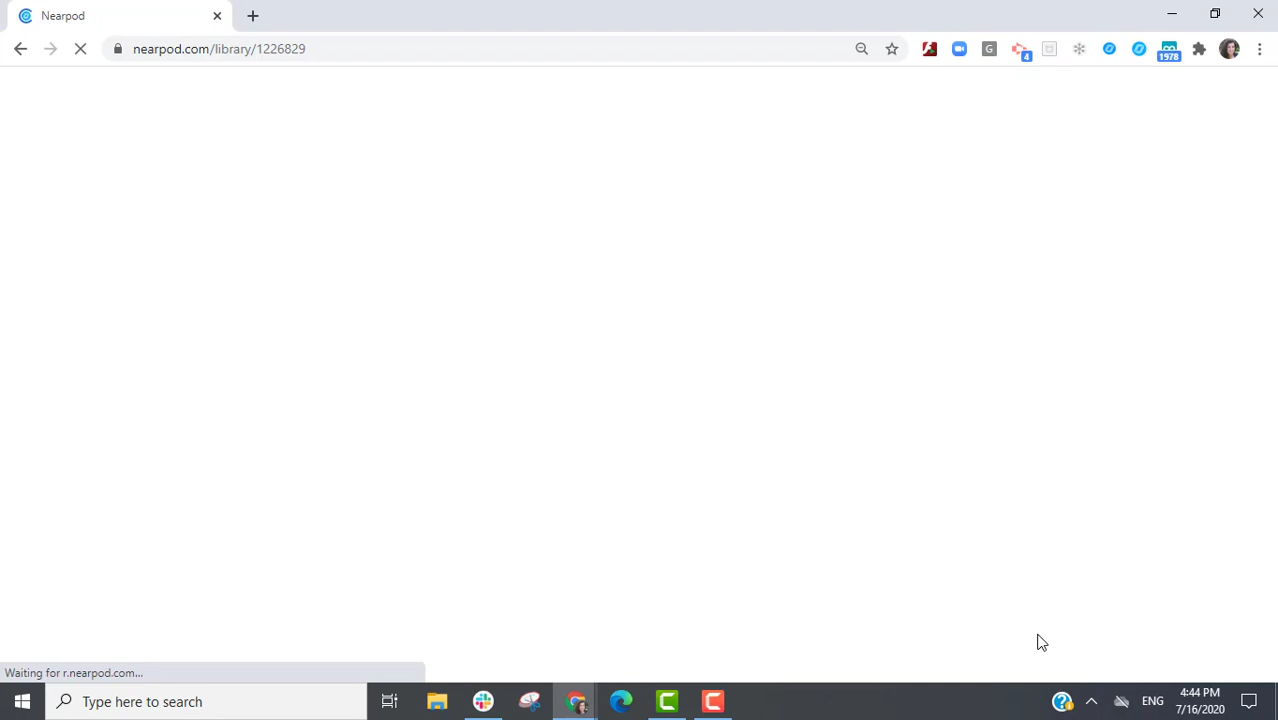 Nearpod
nearpod.com/library/1226829
G
4
1978
Waiting for r.nearpod.com...
Type here to search
ENG
4:44 PM
7/16/2020